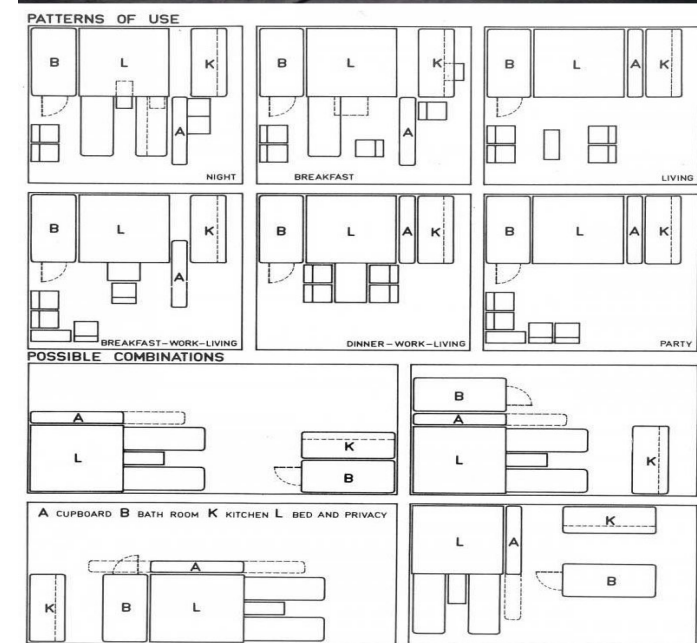 PATTERNS OF USE
B L K
A
NIGHT
B L K
A
BREAKFAST
B L A K
LIVING
B L K
A
BREAKFAST-WORK-LIVING
B L A K
DINNER-WORK-LIVING
B L A K
PARTY
POSSIBLE COMBINATIONS
A
L
K
B
B
A
L
K
A CUPBOARD B BATH ROOM K KITCHEN L BED AND PRIVACY
A
K B L
L A
K
B